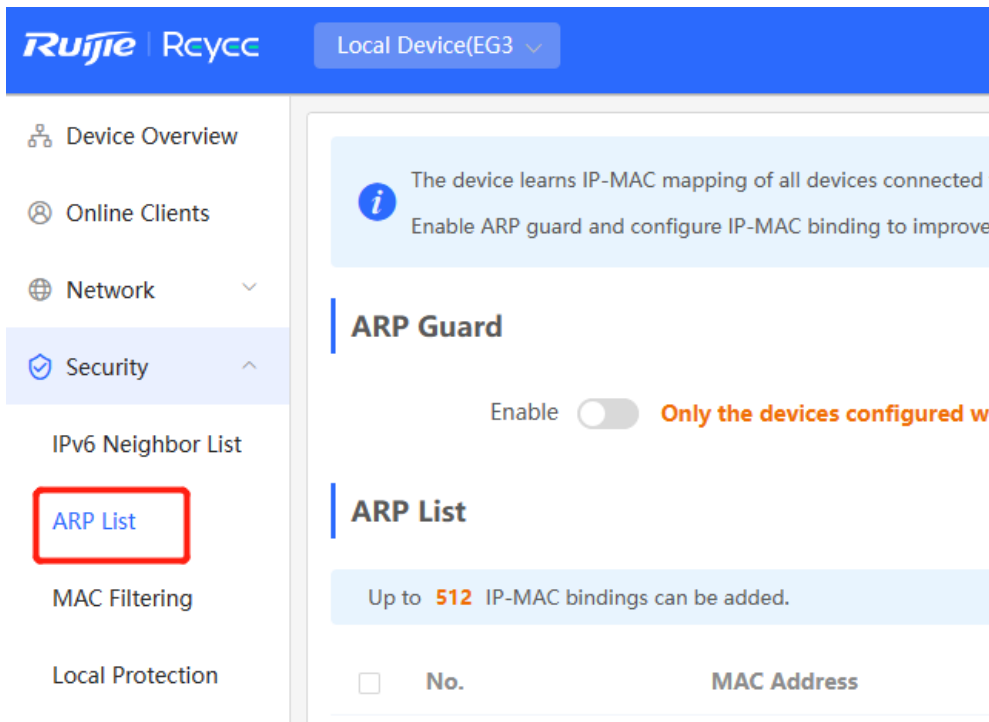 Ruijie | Reyee
Local Device(EG3
Device Overview
Online Clients
Network
Security
IPv6 Neighbor List
ARP List
MAC Filtering
Local Protection
The device learns IP-MAC mapping of all devices connected
Enable ARP guard and configure IP-MAC binding to improve
ARP Guard
Enable Only the devices configured w
ARP List
Up to 512 IP-MAC bindings can be added.
No. MAC Address